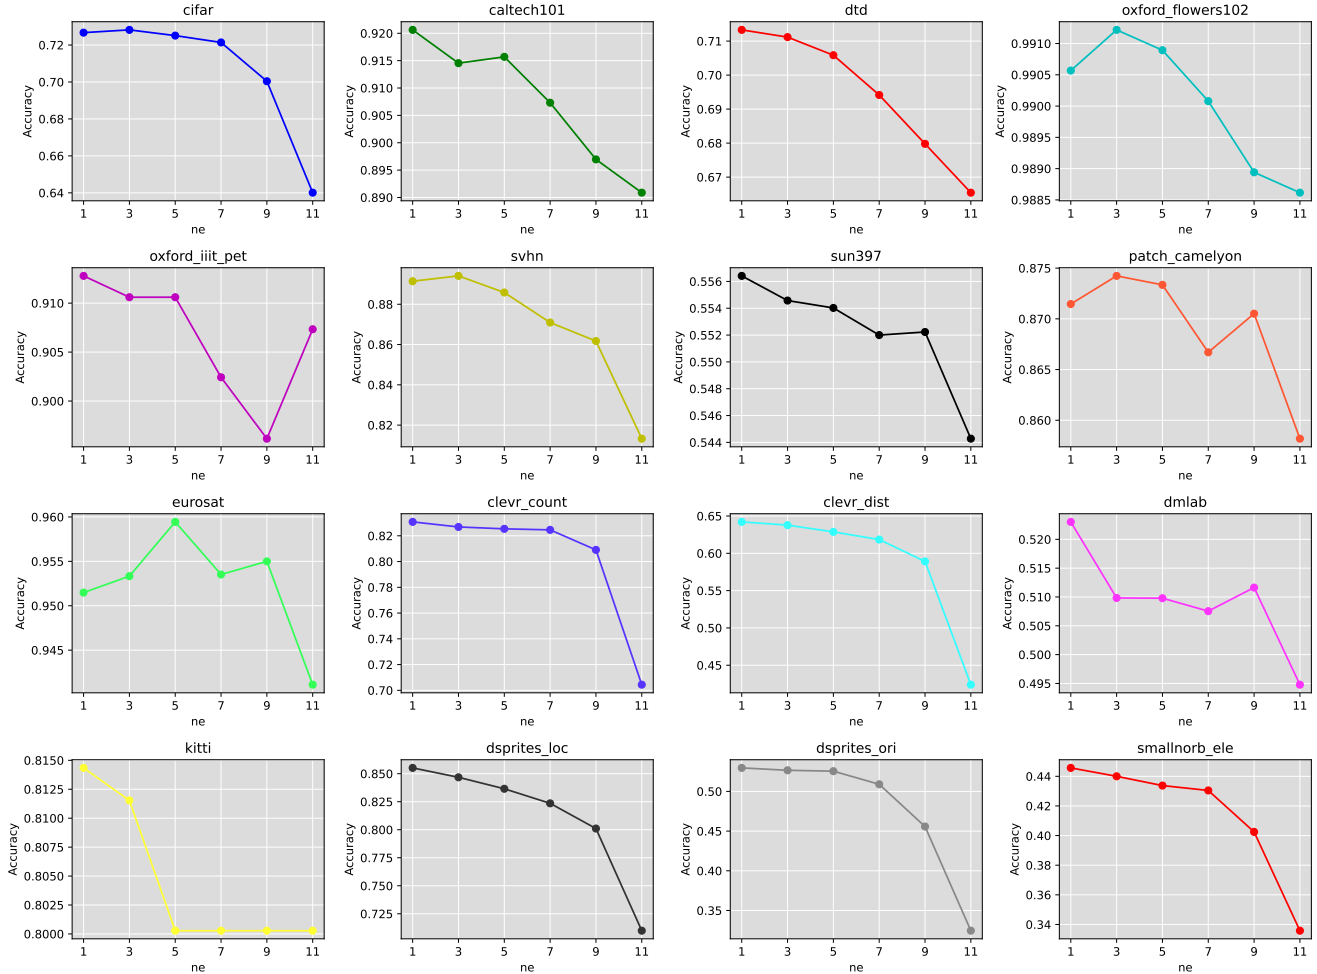 cifar
Accuracy
0.72
0.70
0.68
0.66
0.64
1 3 5 7 9 11
ne
caltech101
Accuracy
0.920
0.915
0.910
0.905
0.900
0.895
0.890
1 3 5 7 9 11
ne
dtd
Accuracy
0.71
0.70
0.69
0.68
0.67
1 3 5 7 9 11
ne
oxford_flowers102
Accuracy
0.9910
0.9905
0.9900
0.9895
0.9890
0.9885
1 3 5 7 9 11
ne
oxford_iiit_pet
Accuracy
0.910
0.905
0.900
1 3 5 7 9 11
ne
svhn
Accuracy
0.88
0.86
0.84
0.82
1 3 5 7 9 11
ne
sun397
Accuracy
0.556
0.554
0.552
0.550
0.548
0.546
0.544
1 3 5 7 9 11
ne
patch_camelyon
Accuracy
0.875
0.870
0.865
0.860
1 3 5 7 9 11
ne
eurosat
Accuracy
0.960
0.955
0.950
0.945
1 3 5 7 9 11
ne
clevr_count
Accuracy
0.82
0.80
0.78
0.76
0.74
0.72
0.70
1 3 5 7 9 11
ne
clevr_dist
Accuracy
0.65
0.60
0.55
0.50
0.45
1 3 5 7 9 11
ne
dmlab
Accuracy
0.520
0.515
0.510
0.505
0.500
0.495
1 3 5 7 9 11
ne
kitti
Accuracy
0.8150
0.8125
0.8100
0.8075
0.8050
0.8025
0.8000
1 3 5 7 9 11
ne
dsprites_loc
Accuracy
0.850
0.825
0.800
0.775
0.750
0.725
1 3 5 7 9 11
ne
dsprites_ori
Accuracy
0.50
0.45
0.40
0.35
1 3 5 7 9 11
ne
smallnorb_ele
Accuracy
0.44
0.42
0.40
0.38
0.36
0.34
1 3 5 7 9 11
ne